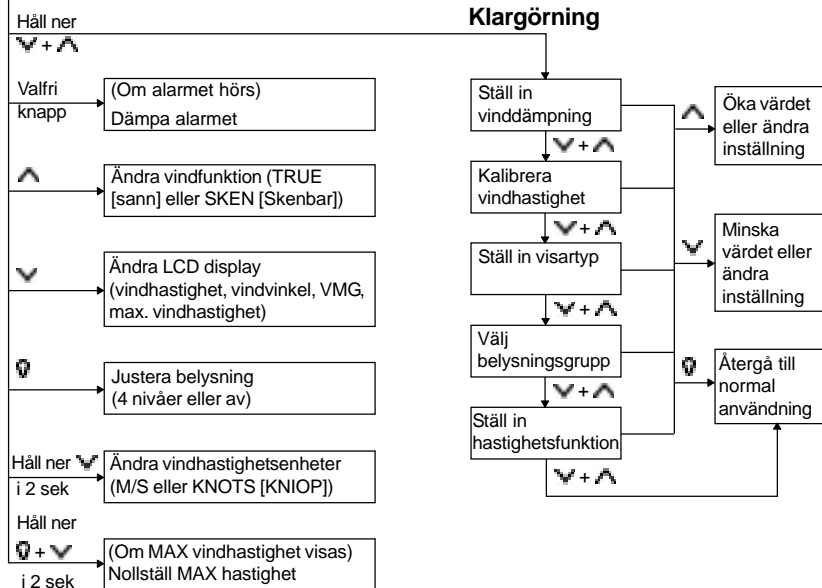 Håll ner
+
Valfri
knapp
(Om alarmet hörs)
Dämpa alarmet
Ändra vindfunktion (TRUE
[sann] eller SKEN [Skenbar])
Ändra LCD display
(vindhastighet, vindvinkel, VMG,
max. vindhastighet)
Justera belysning
(4 nivåer eller av)
Håll ner
i 2 sek
Ändra vindhastighetsenheter
(M/S eller KNOTS [KNIOP])
Håll ner
+
i 2 sek
(Om MAX vindhastighet visas)
Nollställ MAX hastighet
Klargörning
Ställ in
vinddämpning
+
Kalibrera
vindhastighet
+
Ställ in visartyp
+
Välj
belysningsgrupp
+
Ställ in
hastighetsfunktion
+
Öka värdet
eller ändra
inställning
Minska
värdet eller
ändra
inställning
Återgå till
normal
användning